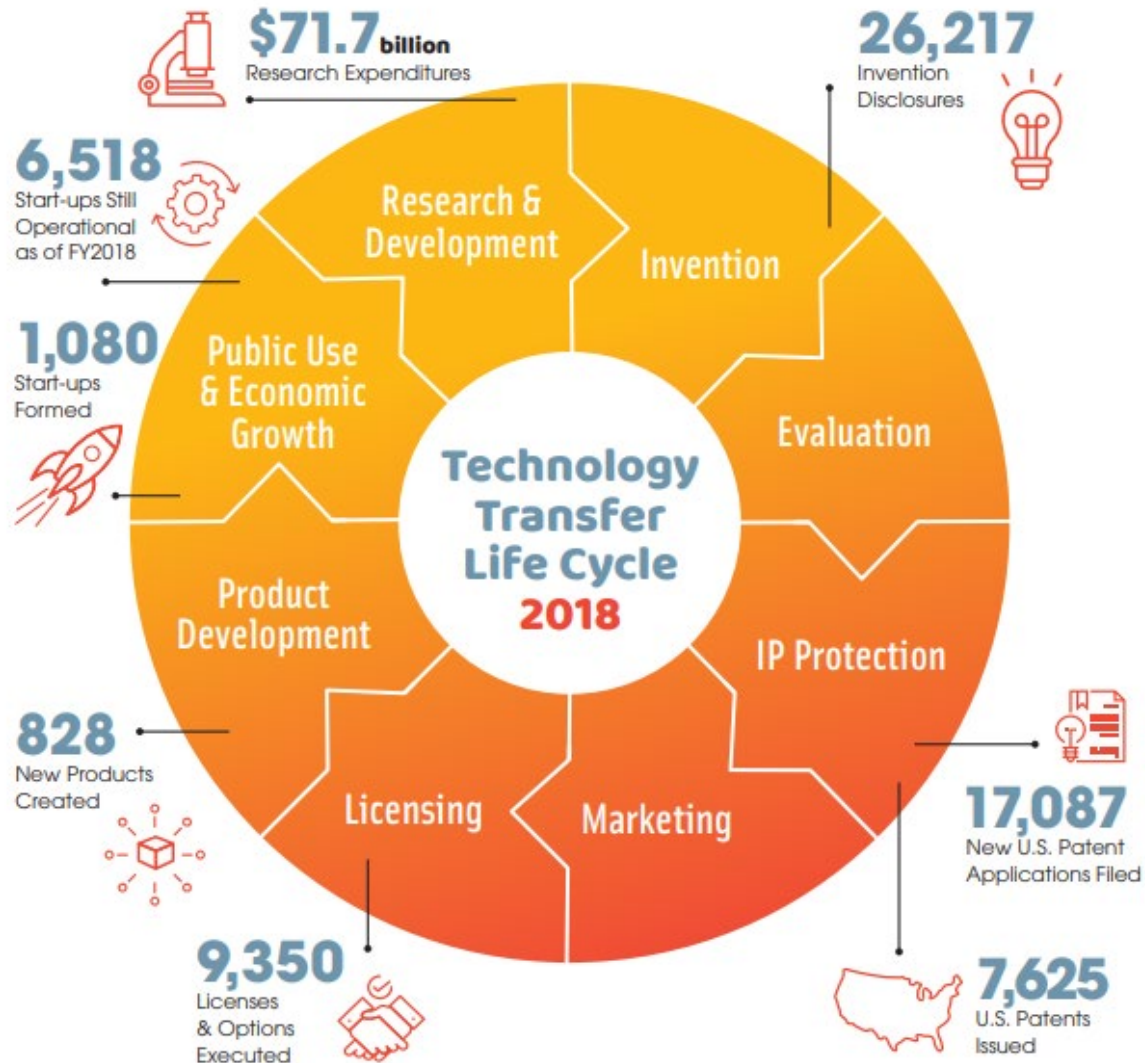 $71.7 billion
Research Expenditures
26,217
Invention
Disclosures
6,518
Start-ups Still
Operational
as of FY2018
1,080
Start-ups
Formed
Research &
Development
Invention
Public Use
& Economic
Growth
Evaluation
Technology
Transfer
Life Cycle
2018
Product
Development
IP Protection
Licensing
Marketing
828
New Products
Created
17,087
New U.S. Patent
Applications Filed
9,350
Licenses
& Options
Executed
7,625
U.S. Patents
Issued